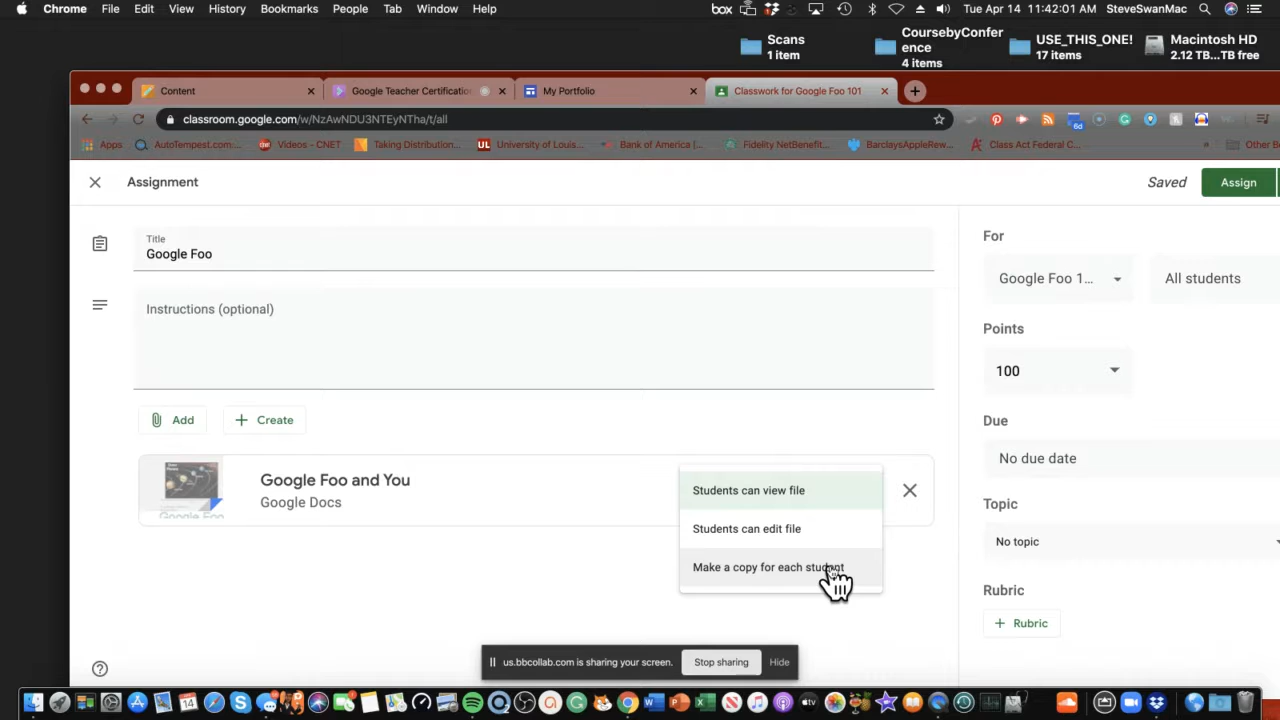 Chrome File Edit View History Bookmarks People Tab Window Help box Tue Apr 14 11:42:01 AM SteveSwanMac
Scans
1 item
CoursebyConfer
ence
4 items
USE_THIS_ONE!
17 items
Macintosh HD
2.12 TB...TB free
Content
Google Teacher Certificatio
My Portfolio
Classwork for Google Foo 101
classroom.google.com/w/NzAwNDU3NTEyNTha/t/all
Apps AutoTempest.com:... Videos - CNET Taking Distribution... UL University of Louis... Bank of America |... Fidelity NetBenefit... BarclaysAppleRew... Class Act Federal C... Other B
Assignment
Saved
Assign
Title
Google Foo
Instructions (optional)
Add
Create
Google Foo and You
Google Docs
Google Foo
Students can view file
Students can edit file
Make a copy for each student
For
Google Foo 1...
All students
Points
100
Due
No due date
Topic
No topic
Rubric
+ Rubric
us.bbcollab.com is sharing your screen.
Stop sharing
Hide
14